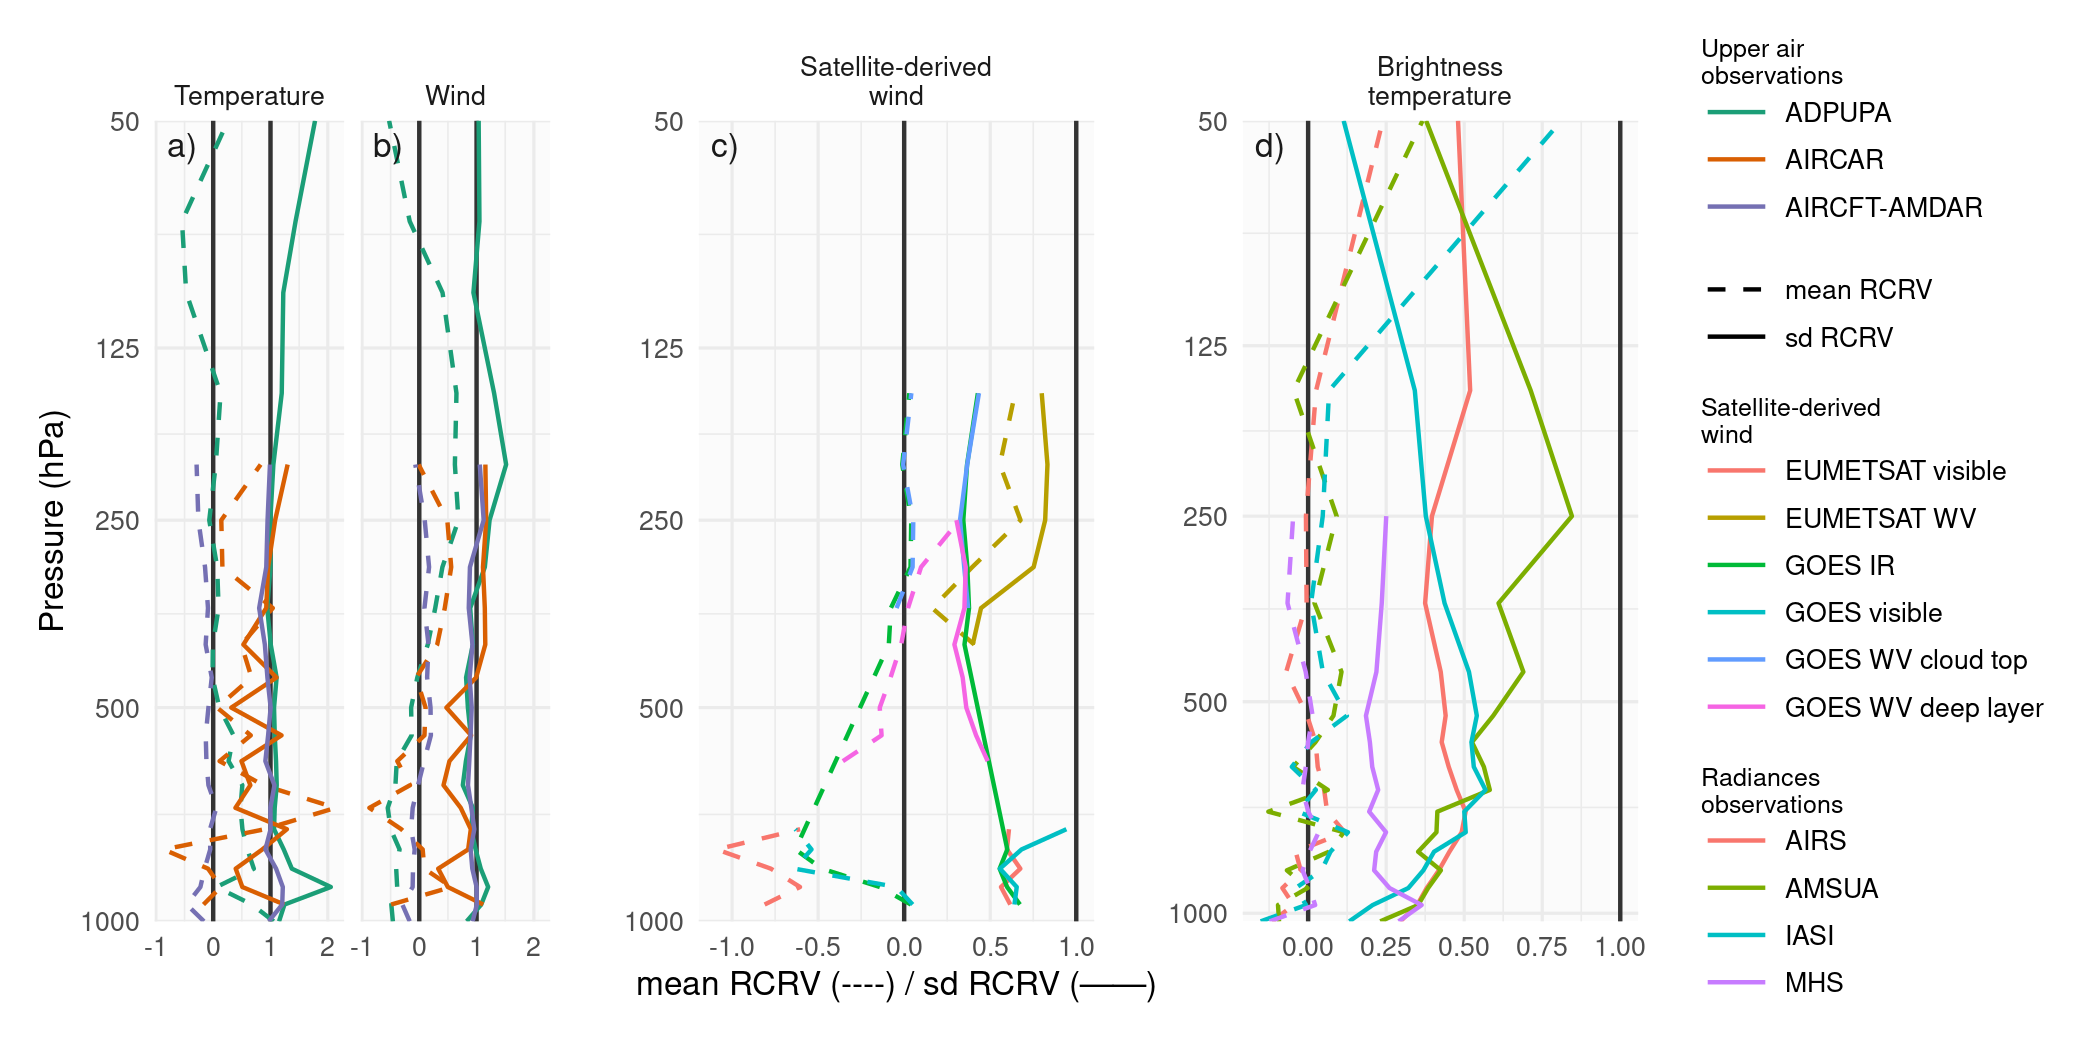 Temperature
Wind
Satellite-derived
wind
Brightness
temperature
a)
b)
c)
d)
Pressure (hPa)
50
125
250
500
1000
50
125
250
500
1000
50
125
250
500
1000
-1
0
1
2
-1
0
1
2
-1.0
-0.5
0.0
0.5
1.0
0.00
0.25
0.50
0.75
1.00
mean RCRV (----) / sd RCRV (——)
Upper air
observations
ADPUPA
AIRCAR
AIRCFT-AMDAR
mean RCRV
sd RCRV
Satellite-derived
wind
EUMETSAT visible
EUMETSAT WV
GOES IR
GOES visible
GOES WV cloud top
GOES WV deep layer
Radiances
observations
AIRS
AMSUA
IASI
MHS